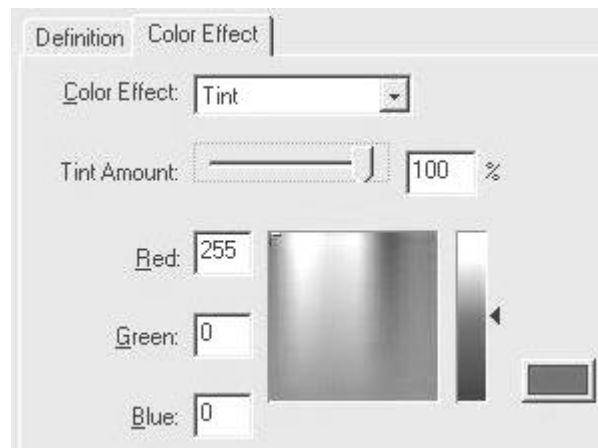 Definition Color Effect
Color Effect: Tint
Tint Amount: 100 %
Red: 255
Green: 0
Blue: 0